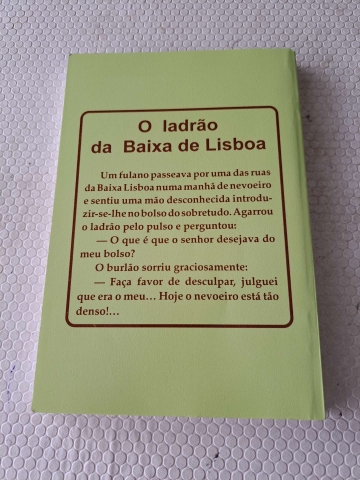 O ladrão
da Baixa de Lisboa
Um fulano passeava por uma das ruas
da Baixa Lisboa numa manhã de nevoeiro
e sentiu uma mão desconhecida introdu-
zir-se-lhe no bolso do sobretudo. Agarrou
o ladrão pelo pulso e perguntou:
— O que é que o senhor desejava do
meu bolso?
O burlão sorriu graciosamente:
— Faça favor de desculpar, julguei
que era o meu... Hoje o nevoeiro está tão
denso!...